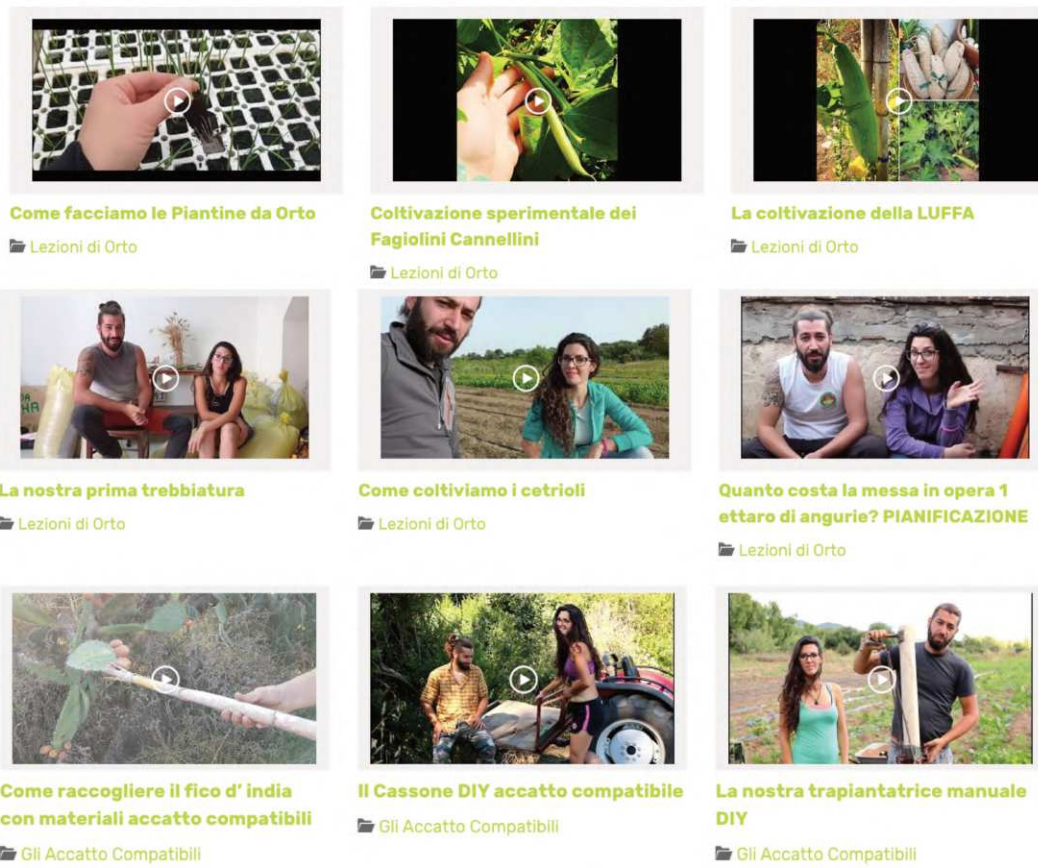 Come facciamo le Piantine da Orto
Lezioni di Orto
Coltivazione sperimentale dei
Fagiolini Cannellini
Lezioni di Orto
La coltivazione della LUFFA
Lezioni di Orto
La nostra prima trebbiatura
Lezioni di Orto
Come coltiviamo i cetrioli
Lezioni di Orto
Quanto costa la messa in opera 1
ettaro di angurie? PIANIFICAZIONE
Lezioni di Orto
Come raccogliere il fico d' india
con materiali accatto compatibili
Gli Accatto Compatibili
Il Cassone DIY accatto compatibile
Gli Accatto Compatibili
La nostra trapiantatrice manuale
DIY
Gli Accatto Compatibili